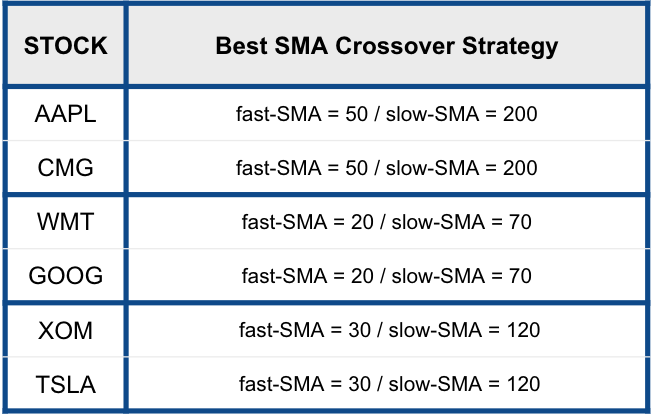 STOCK Best SMA Crossover Strategy
AAPL fast-SMA = 50 / slow-SMA = 200
CMG fast-SMA = 50 / slow-SMA = 200
WMT fast-SMA = 20 / slow-SMA = 70
GOOG fast-SMA = 20 / slow-SMA = 70
XOM fast-SMA = 30 / slow-SMA = 120
TSLA fast-SMA = 30 / slow-SMA = 120